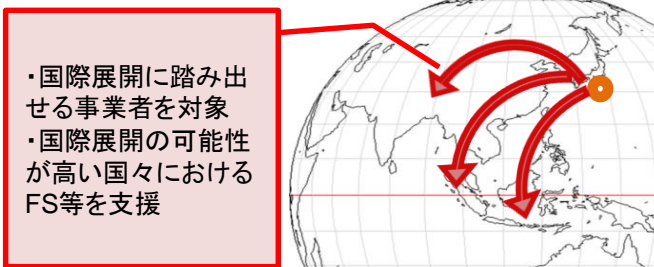 ・国際展開に踏み出
せる事業者を対象
・国際展開の可能性
が高い国々における
FS等を支援